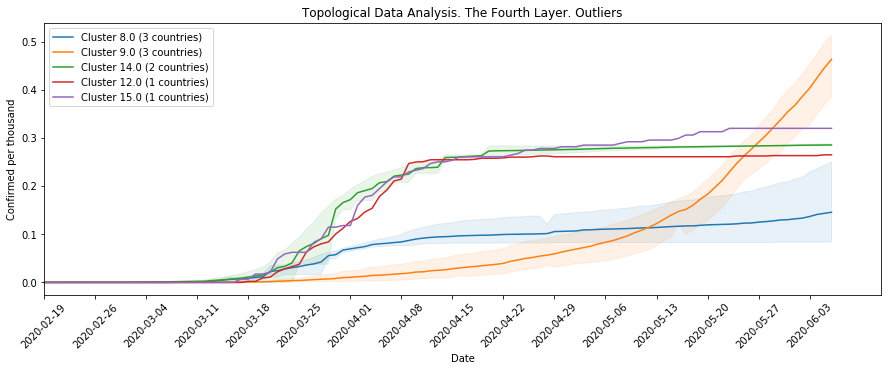 Topological Data Analysis. The Fourth Layer. Outliers
Cluster 8.0 (3 countries)
Cluster 9.0 (3 countries)
Cluster 14.0 (2 countries)
Cluster 12.0 (1 countries)
Cluster 15.0 (1 countries)
Confirmed per thousand
0.5
0.4
0.3
0.2
0.1
0.0
2020-02-19
2020-02-26
2020-03-04
2020-03-11
2020-03-18
2020-03-25
2020-04-01
2020-04-08
2020-04-15
2020-04-22
2020-04-29
2020-05-06
2020-05-13
2020-05-20
2020-05-27
2020-06-03
Date